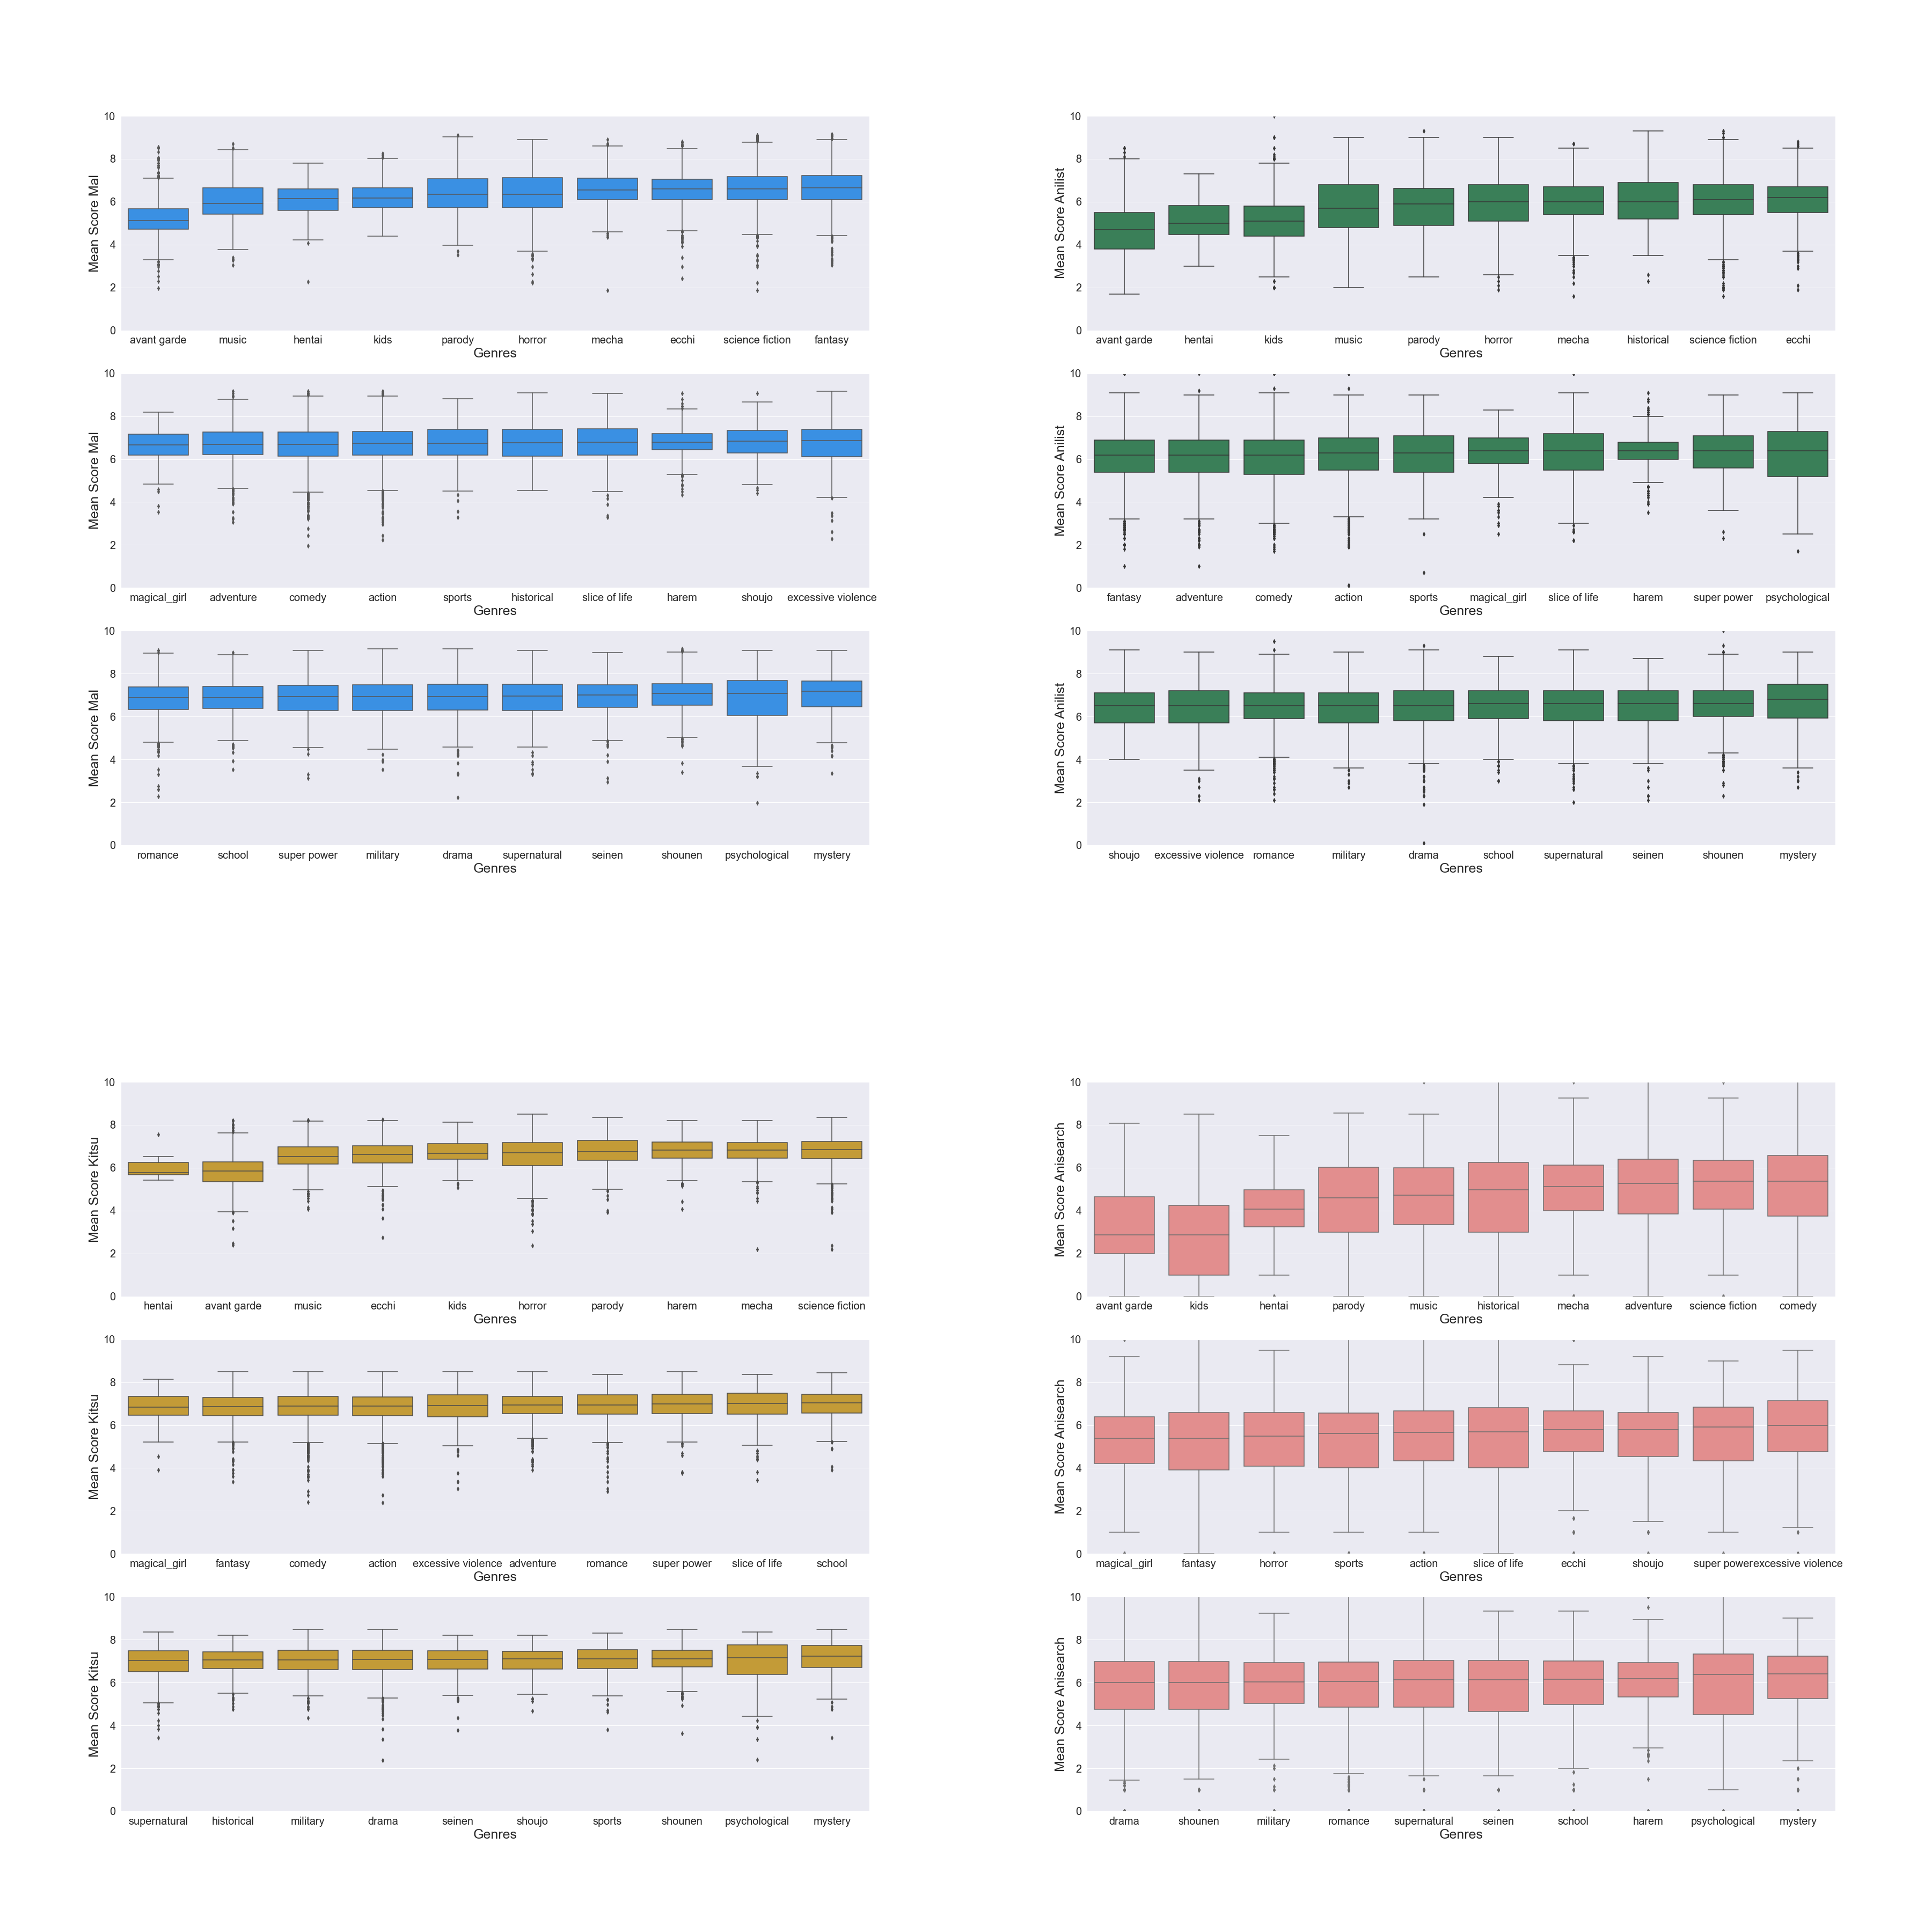 10
8
6
4
2
0
Mean Score Mal
avant garde music hentai kids parody horror mecha ecchi science fiction fantasy
Genres
10
8
6
4
2
0
Mean Score Mal
magical_girl adventure comedy action sports historical slice of life harem shoujo excessive violence
Genres
10
8
6
4
2
0
Mean Score Mal
romance school super power military drama supernatural seinen shounen psychological mystery
Genres
10
8
6
4
2
0
Mean Score Anilist
avant garde hentai kids music parody horror mecha historical science fiction ecchi
Genres
10
8
6
4
2
0
Mean Score Anilist
fantasy adventure comedy action sports magical_girl slice of life harem super power psychological
Genres
10
8
6
4
2
0
Mean Score Anilist
shoujo excessive violence romance military drama school supernatural seinen shounen mystery
Genres
10
8
6
4
2
0
Mean Score Kitsu
hentai avant garde music ecchi kids horror parody harem mecha science fiction
Genres
10
8
6
4
2
0
Mean Score Kitsu
magical_girl fantasy comedy action excessive violence adventure romance super power slice of life school
Genres
10
8
6
4
2
0
Mean Score Kitsu
supernatural historical military drama seinen shoujo sports shounen psychological mystery
Genres
10
8
6
4
2
0
Mean Score Anisearch
avant garde kids hentai parody music historical mecha adventure science fiction comedy
Genres
10
8
6
4
2
0
Mean Score Anisearch
magical_girl fantasy horror sports action slice of life ecchi shoujo super power excessive violence
Genres
10
8
6
4
2
0
Mean Score Anisearch
drama shounen military romance supernatural seinen school harem psychological mystery
Genres